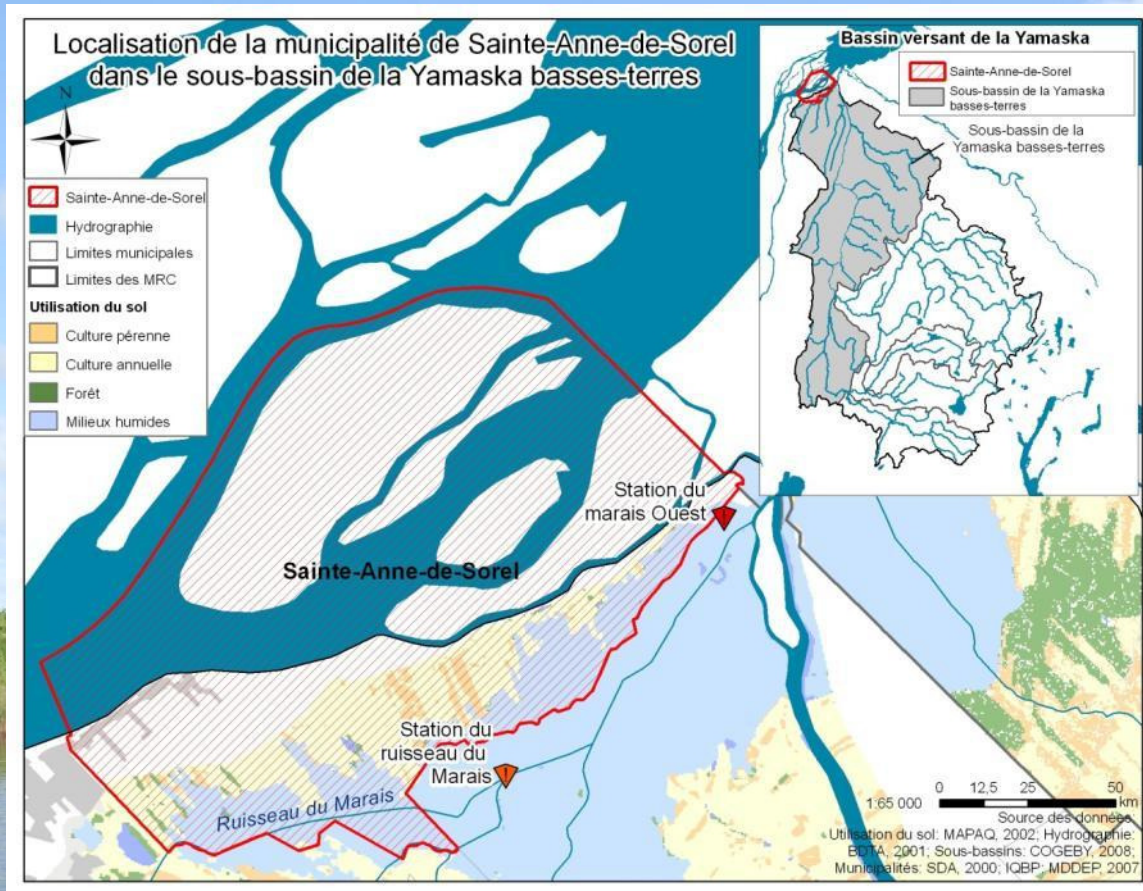 Localisation de la municipalité de Sainte-Anne-de-Sorel
dans le sous-bassin de la Yamaska basses-terres
N
Sainte-Anne-de-Sorel
Hydrographie
Limites municipales
Limites des MRC
Utilisation du sol
Culture pérenne
Culture annuelle
Forêt
Milieux humides
Bassin versant de la Yamaska
Sainte-Anne-de-Sorel
Sous-bassin de la Yamaska
basses-terres
Sous-bassin de la
Yamaska basses-terres
Station du
marais Ouest
!
Sainte-Anne-de-Sorel
Station du
ruisseau du
Marais
!
Ruisseau du Marais
1:65 000
0 12,5 25 50
km
Source des données:
Utilisation du sol: MAPAQ, 2002; Hydrographie:
BDTA, 2001; Sous-bassins: COGEBY, 2008;
Municipalités: SDA, 2000; IQBP: MDDEP, 2007